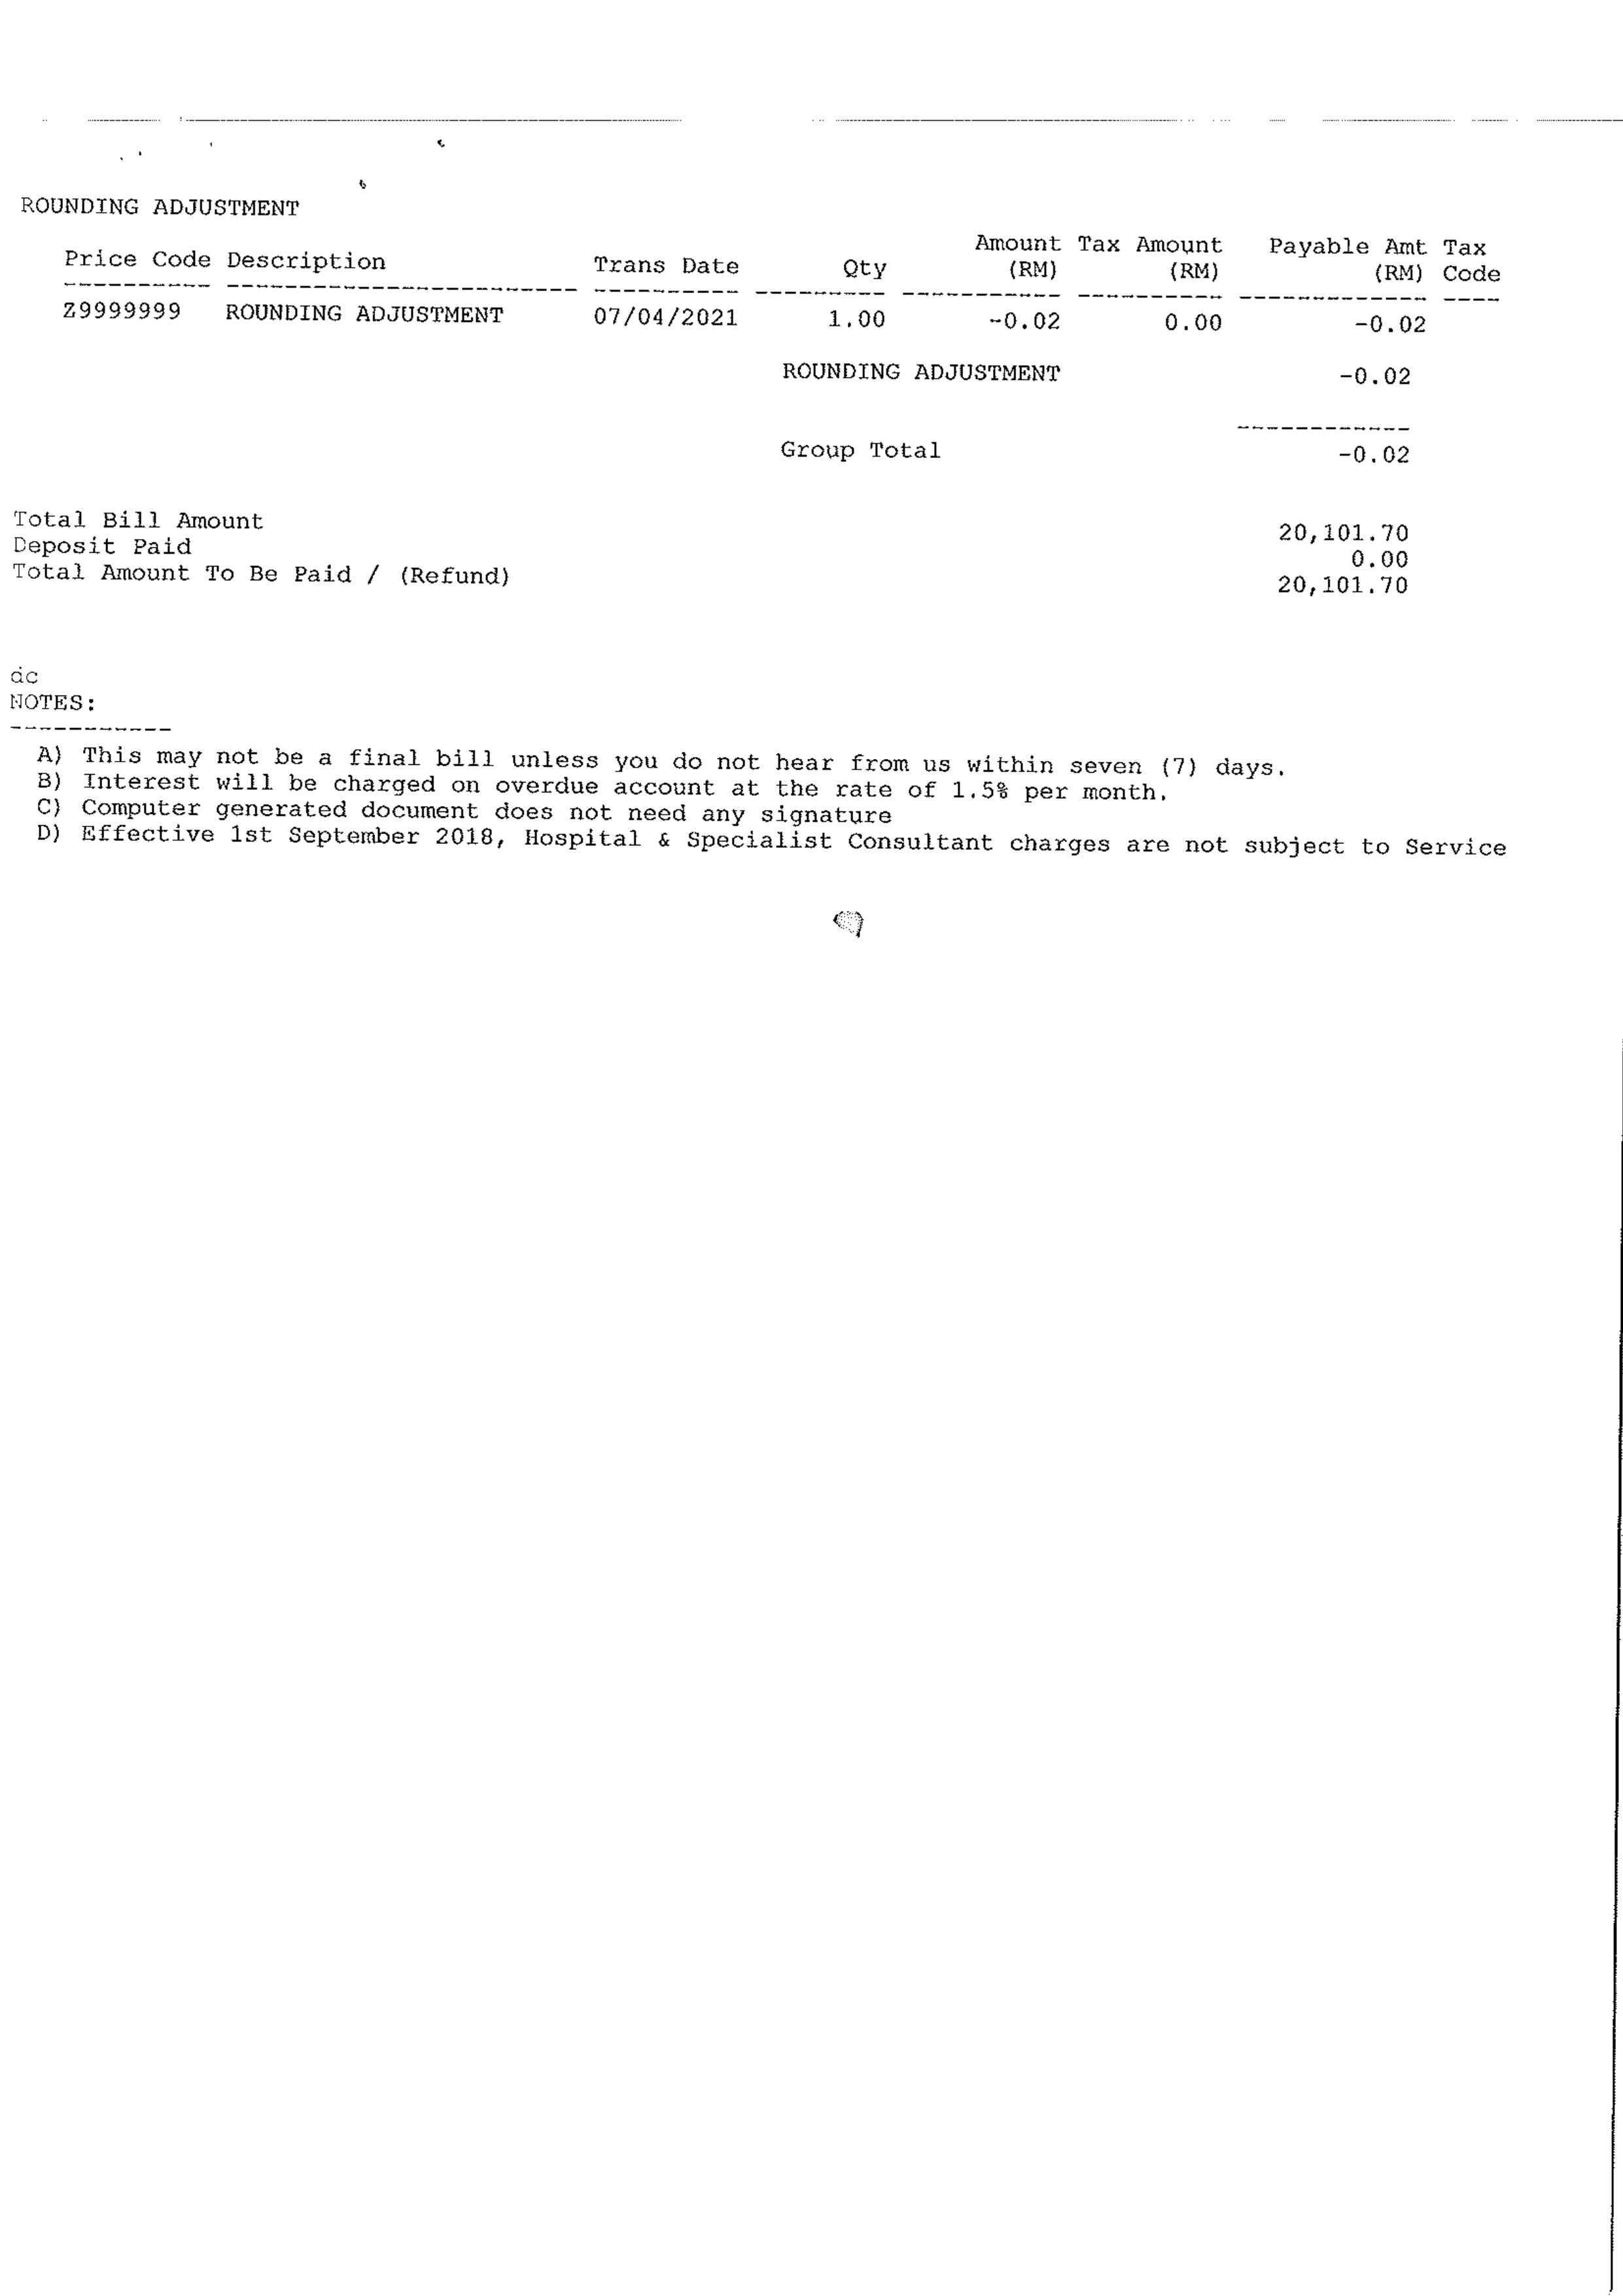 ROUNDING ADJUSTMENT
Amount Tax Amount Payable Amt Tax
Price Code Description Trans Date Qty (RM) (RM) (RM) Code
---------- ------------------------ ---------- --------- ----------- ---------- ------------- ----
Z9999999 ROUNDING ADJUSTMENT 07/04/2021 1.00 -0.02 0.00 -0.02
ROUNDING ADJUSTMENT -0.02
------------
Group Total -0.02
Total Bill Amount 20,101.70
Deposit Paid 0.00
Total Amount To Be Paid / (Refund) 20,101.70
dc
NOTES:
-----------
A) This may not be a final bill unless you do not hear from us within seven (7) days.
B) Interest will be charged on overdue account at the rate of 1.5% per month.
C) Computer generated document does not need any signature
D) Effective 1st September 2018, Hospital & Specialist Consultant charges are not subject to Service